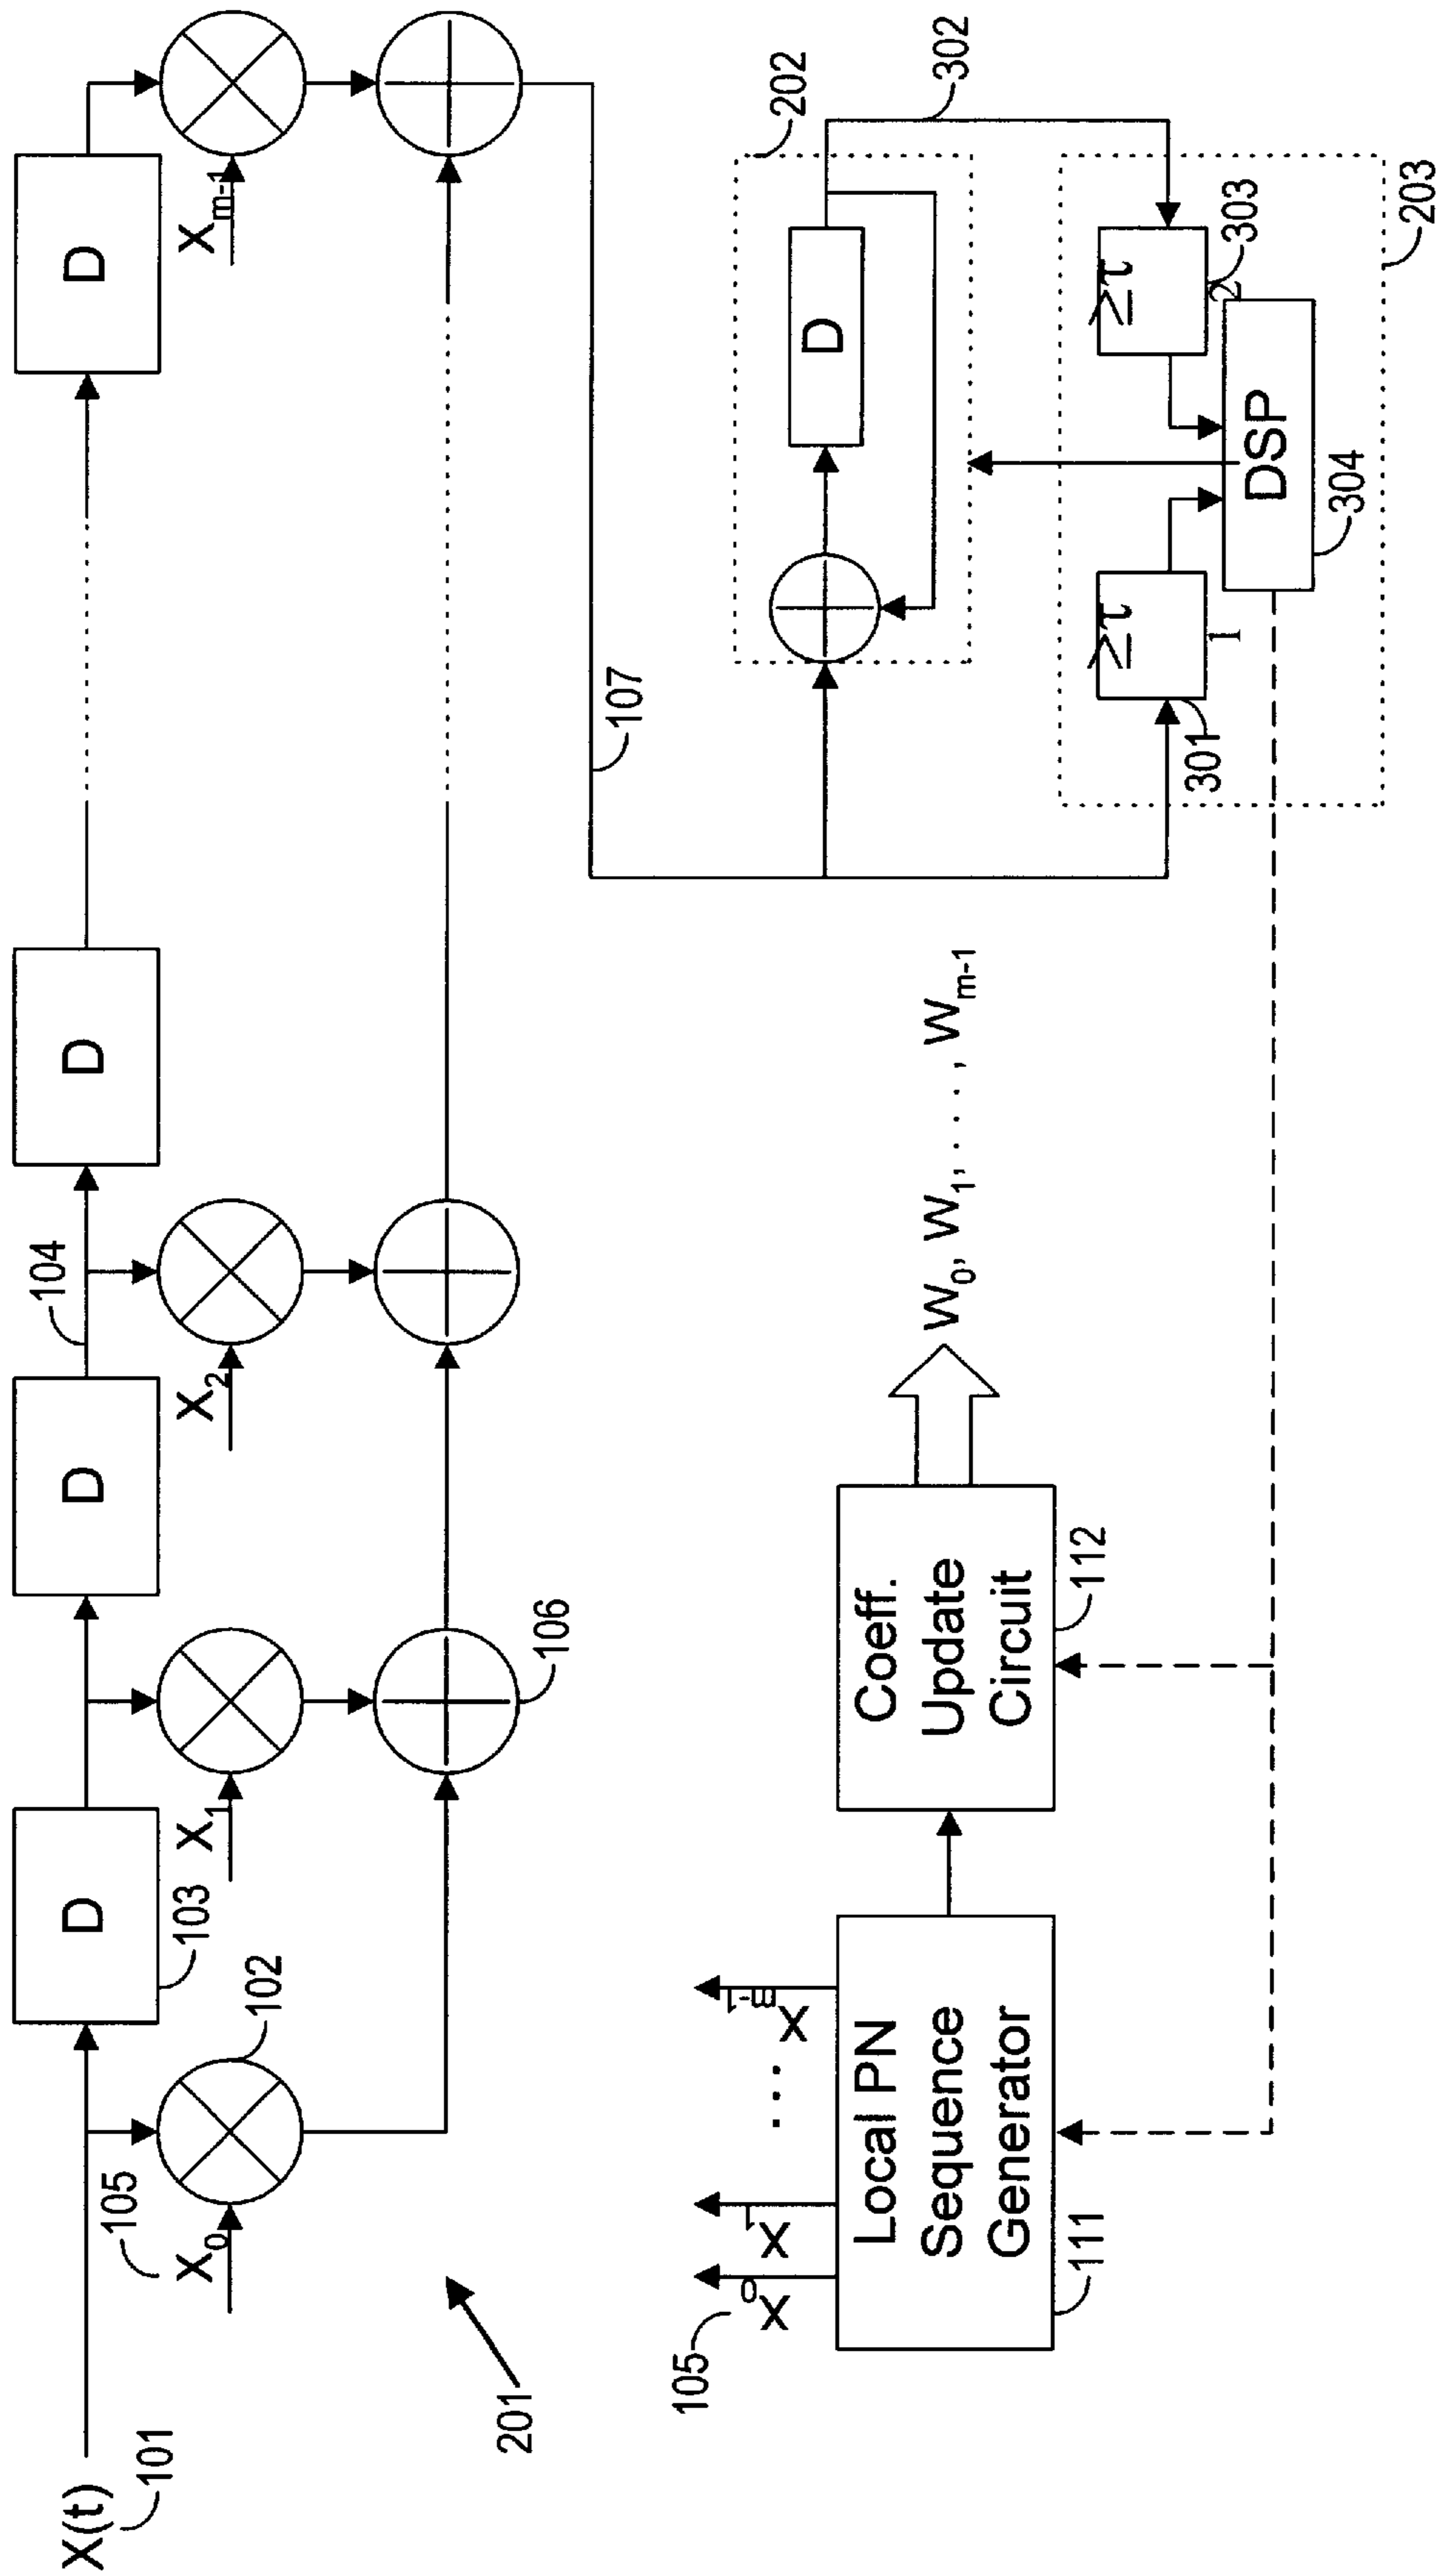 X(t)
101
D
D
D
D
104
103
102
105
X0
X1
X2
Xm-1
106
201
107
202
D
302
≥τ
1
301
≥τ
2
303
DSP
304
203
105
X0
X1
...
Xm-1
Local PN
Sequence
Generator
111
Coeff.
Update
Circuit
112
W0, W1, . . . , Wm-1